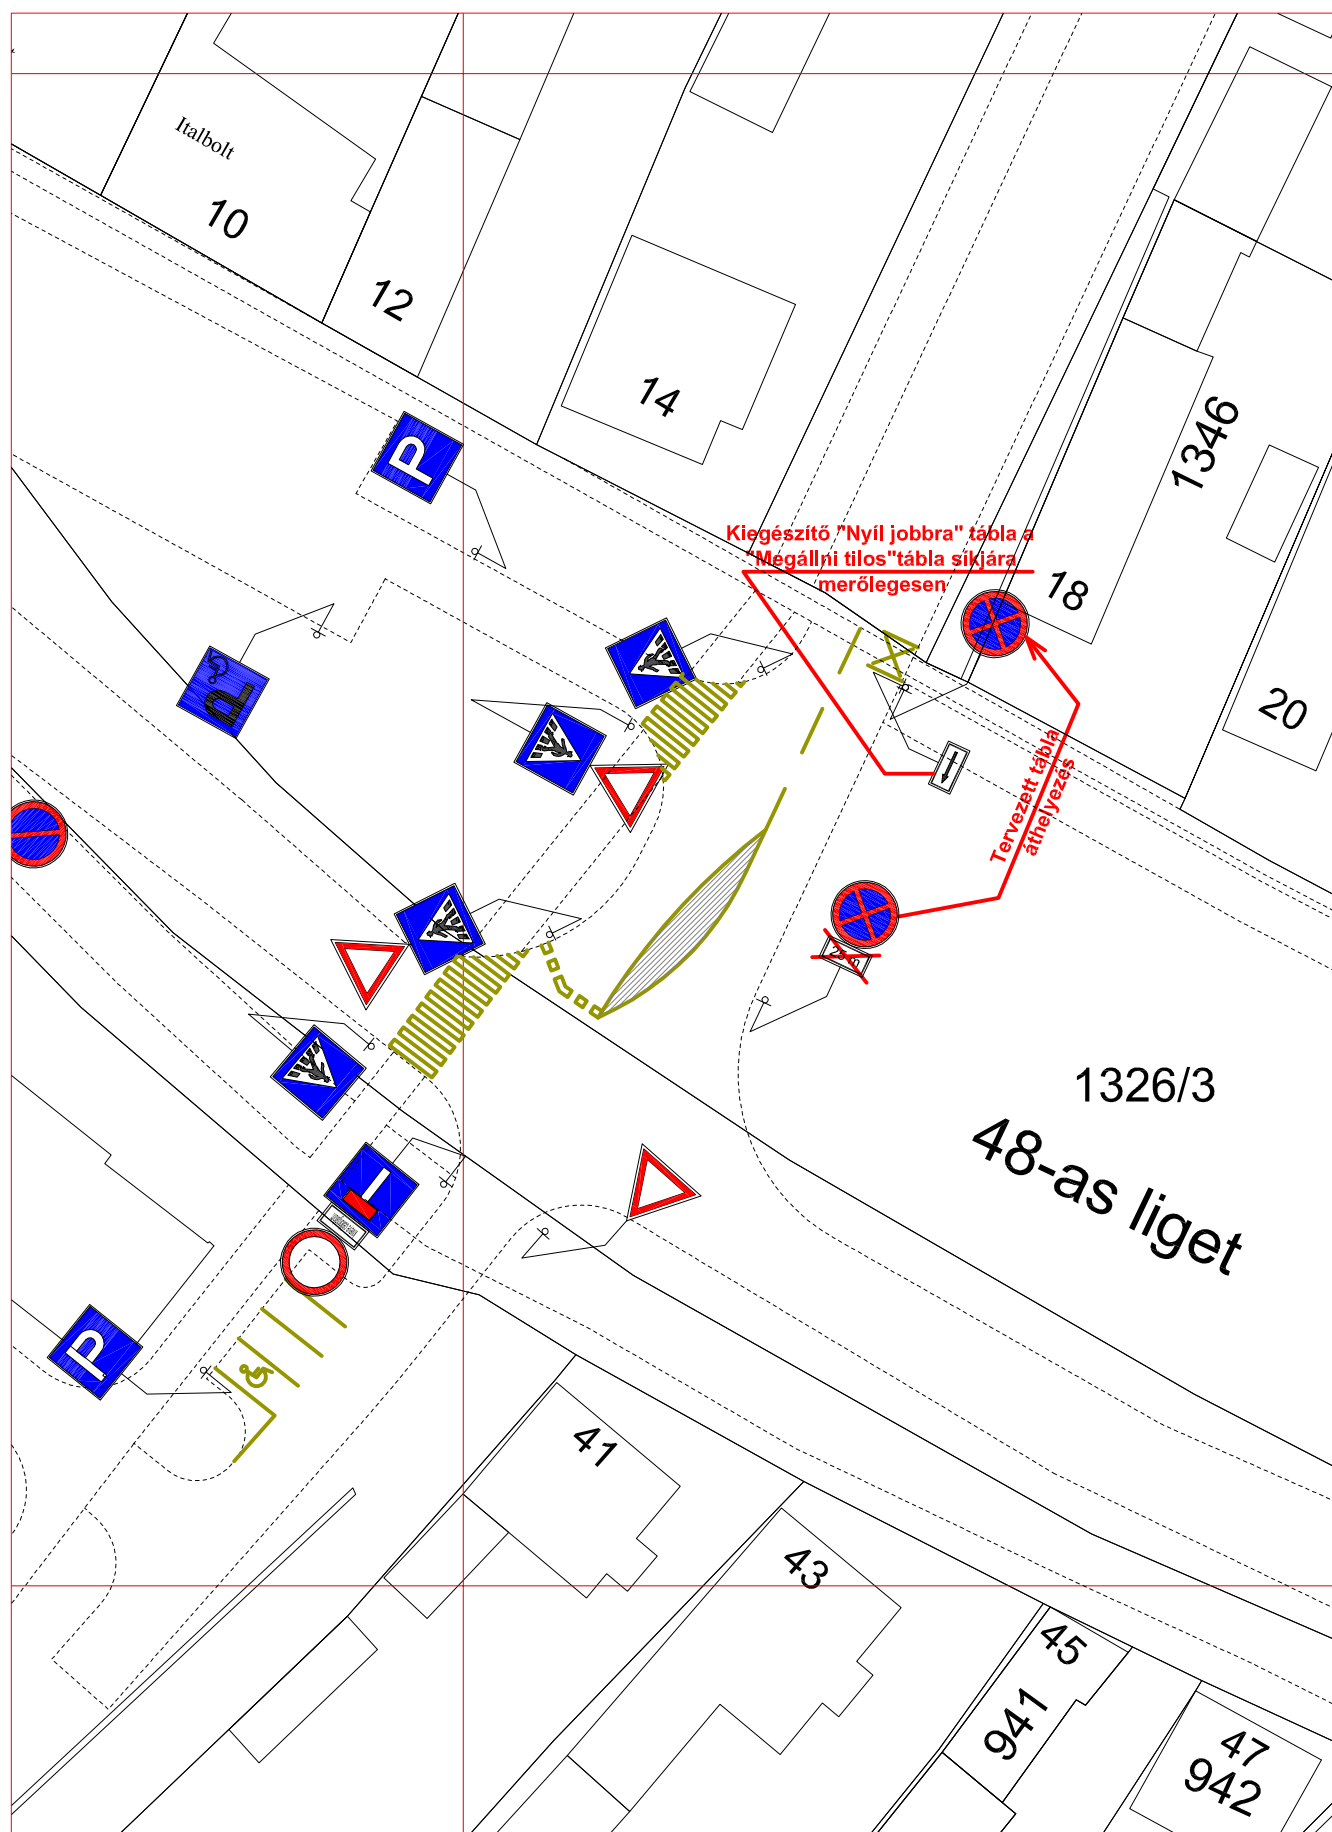 Italbolt
10
12
14
P
1346
Kiegészítő "Nyíl jobbra" tábla a
"Megállni tilos"tábla síkjára
merőlegesen
18
20
P
Tervezett tábla
áthelyezés
25 m
1326/3
48-as liget
P
41
43
45
941
47
942